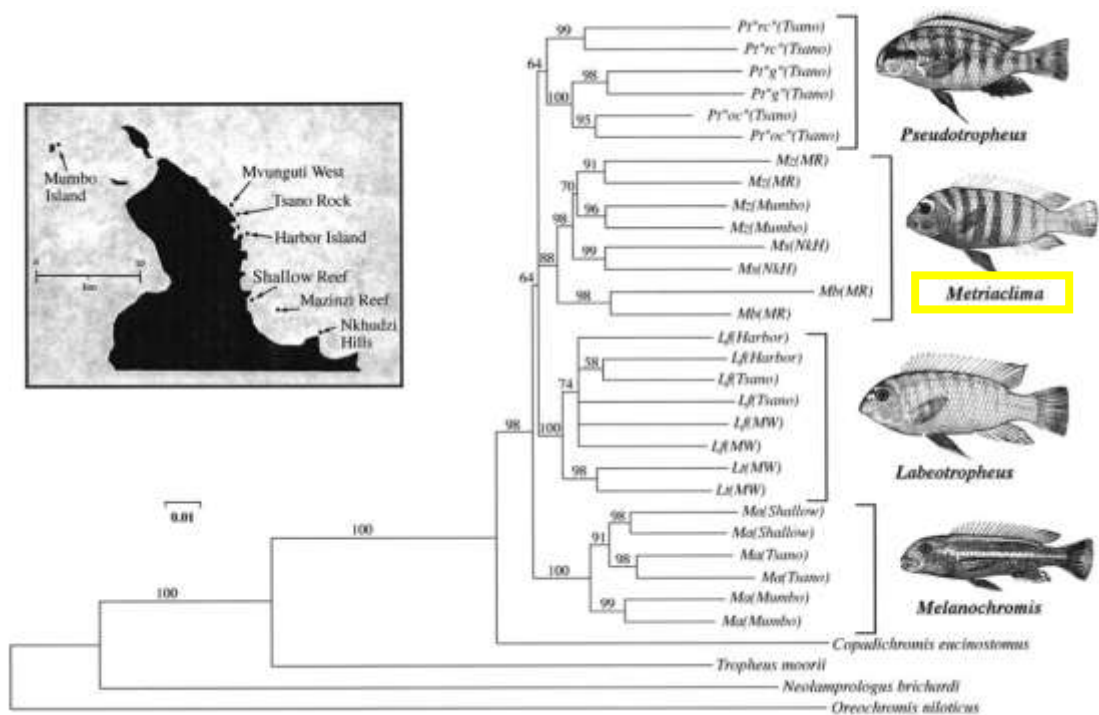 Mumbo
Island
Mvunguti West
Tsano Rock
Harbor Island
Shallow Reef
Mazinzi Reef
Nkhudzi
Hills
0
km
0.01
100
100
98
64
64
99
100
98
95
88
98
70
91
96
99
98
100
74
58
98
100
91
98
98
99
Pt"rc"(Tsano)
Pt"rc"(Tsano)
Pt"g"(Tsano)
Pt"g"(Tsano)
Pt"oc"(Tsano)
Pt"oc"(Tsano)
Pseudotropheus
Mz(MR)
Mz(MR)
Mz(Mumbo)
Mz(Mumbo)
Ms(NkH)
Ms(NkH)
Mb(MR)
Mb(MR)
Metriaclima
Lf(Harbor)
Lf(Harbor)
Lf(Tsano)
Lf(Tsano)
Lf(MW)
Lf(MW)
Lt(MW)
Lt(MW)
Labeotropheus
Ma(Shallow)
Ma(Shallow)
Ma(Tsano)
Ma(Tsano)
Ma(Mumbo)
Ma(Mumbo)
Melanochromis
Copadichromis eucinostomus
Tropheus moorii
Neolamprologus brichardi
Oreochromis niloticus